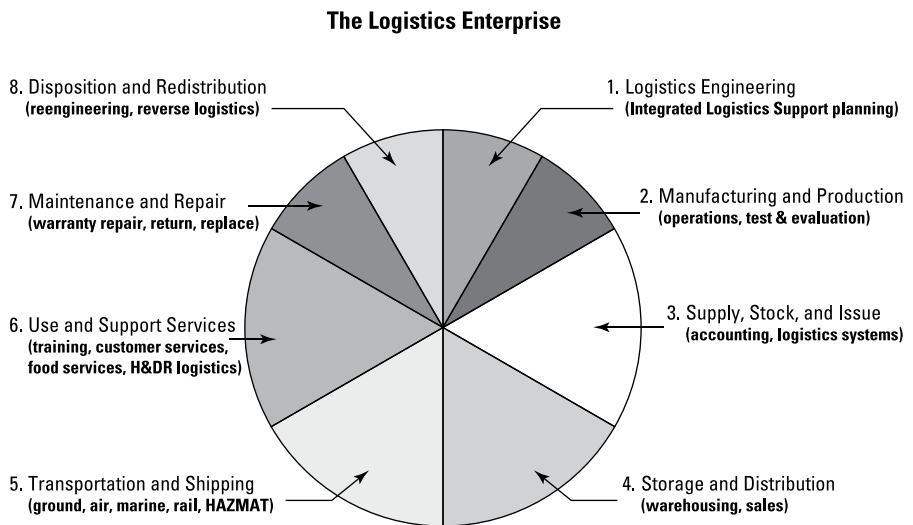 The Logistics Enterprise
8. Disposition and Redistribution
(reengineering, reverse logistics)
1. Logistics Engineering
(Integrated Logistics Support planning)
7. Maintenance and Repair
(warranty repair, return, replace)
2. Manufacturing and Production
(operations, test & evaluation)
6. Use and Support Services
(training, customer services,
food services, H&DR logistics)
3. Supply, Stock, and Issue
(accounting, logistics systems)
5. Transportation and Shipping
(ground, air, marine, rail, HAZMAT)
4. Storage and Distribution
(warehousing, sales)